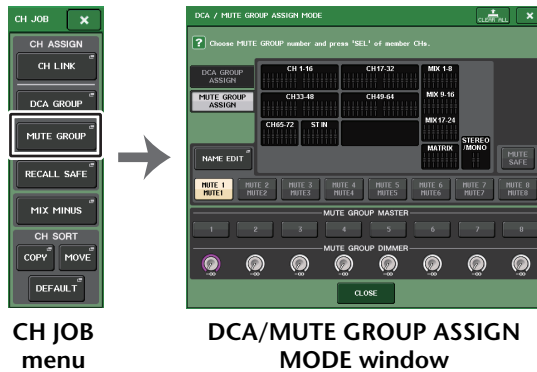 CH JOB
CH ASSIGN
CH LINK
DCA GROUP
MUTE GROUP
RECALL SAFE
MIX MINUS
CH SORT
COPY MOVE
DEFAULT
CH JOB
menu
DCA / MUTE GROUP ASSIGN MODE
CLEAR ALL
? Choose MUTE GROUP number and press 'SEL' of member CHs.
DCA GROUP
ASSIGN
MUTE GROUP
ASSIGN
CH 1-16 CH17-32 MIX 1-8
CH33-48 CH49-64 MIX 9-16
CH65-72 ST IN MIX17-24
MATRIX STEREO
/MONO
NAME EDIT
MUTE
SAFE
MUTE 1 MUTE 2 MUTE 3 MUTE 4 MUTE 5 MUTE 6 MUTE 7 MUTE 8
MUTE1 MUTE2 MUTE3 MUTE4 MUTE5 MUTE6 MUTE7 MUTE8
MUTE GROUP MASTER
1 2 3 4 5 6 7 8
MUTE GROUP DIMMER
-∞ -∞ -∞ -∞ -∞ -∞ -∞ -∞
CLOSE
DCA/MUTE GROUP ASSIGN
MODE window